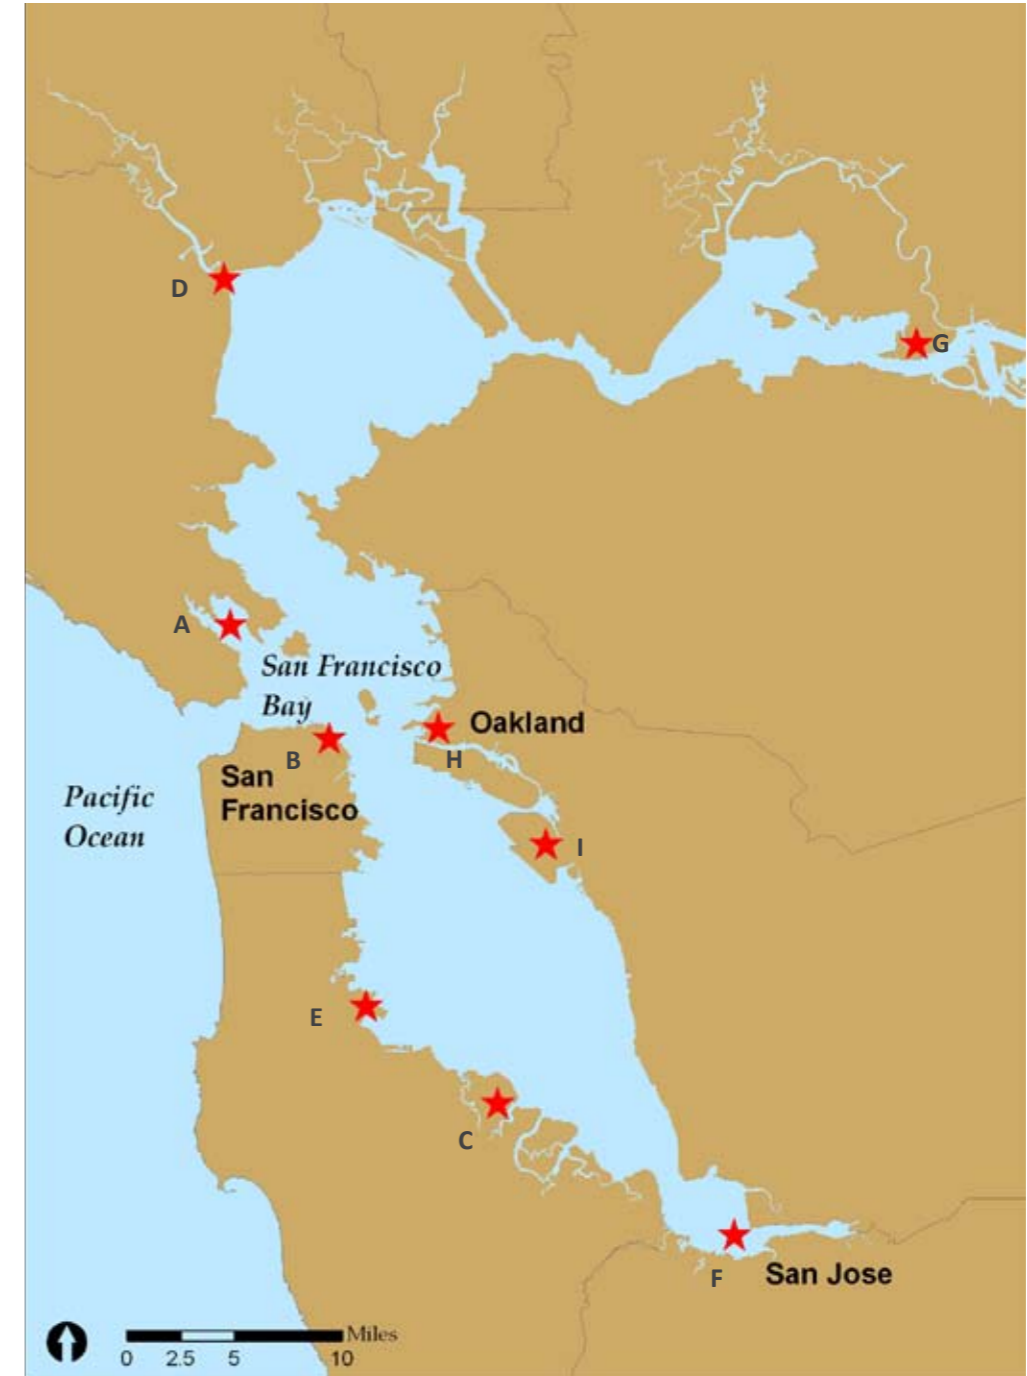 D
G
A
San Francisco
Bay
Oakland
B
H
San
Francisco
Pacific
Ocean
I
E
C
F
San Jose
Miles
0 2.5 5 10